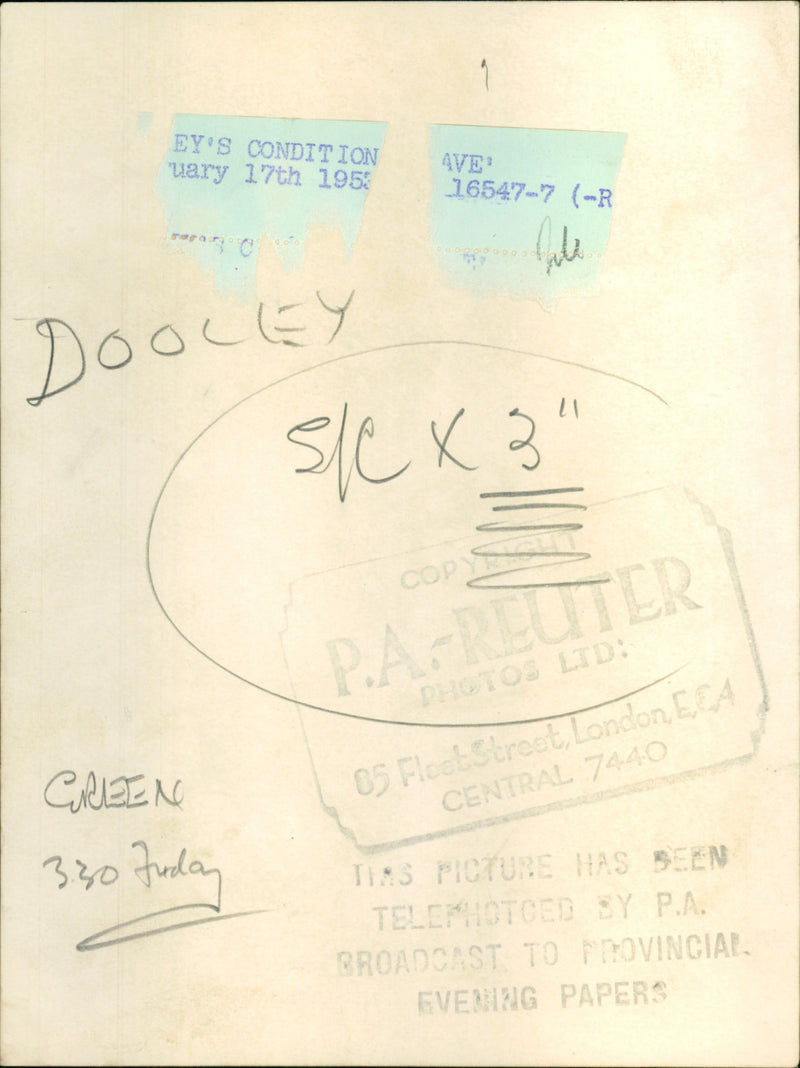 EY'S CONDITION
uary 17th 195
AVE'
16547-7 (-R
DOOLEY
S/C X 3"
COPYRIGHT
P.A.-REUTER
PHOTOS LTD:
85 Fleet Street, London, E.C.4
CENTRAL 7440
GREEN
3.30 Friday
THIS PICTURE HAS BEEN
TELEPHOTOED BY P.A.
BROADCAST TO PROVINCIAL
EVENING PAPERS